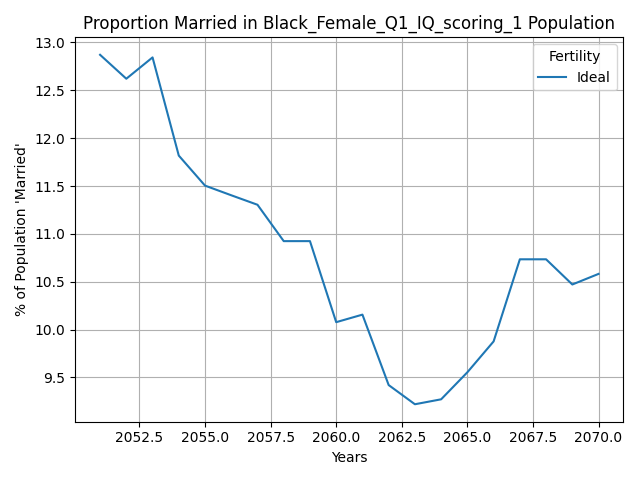 Proportion Married in Black_Female_Q1_IQ_scoring_1 Population
13.0
12.5
12.0
11.5
11.0
10.5
10.0
9.5
% of Population 'Married'
Fertility
Ideal
2052.5 2055.0 2057.5 2060.0 2062.5 2065.0 2067.5 2070.0
Years